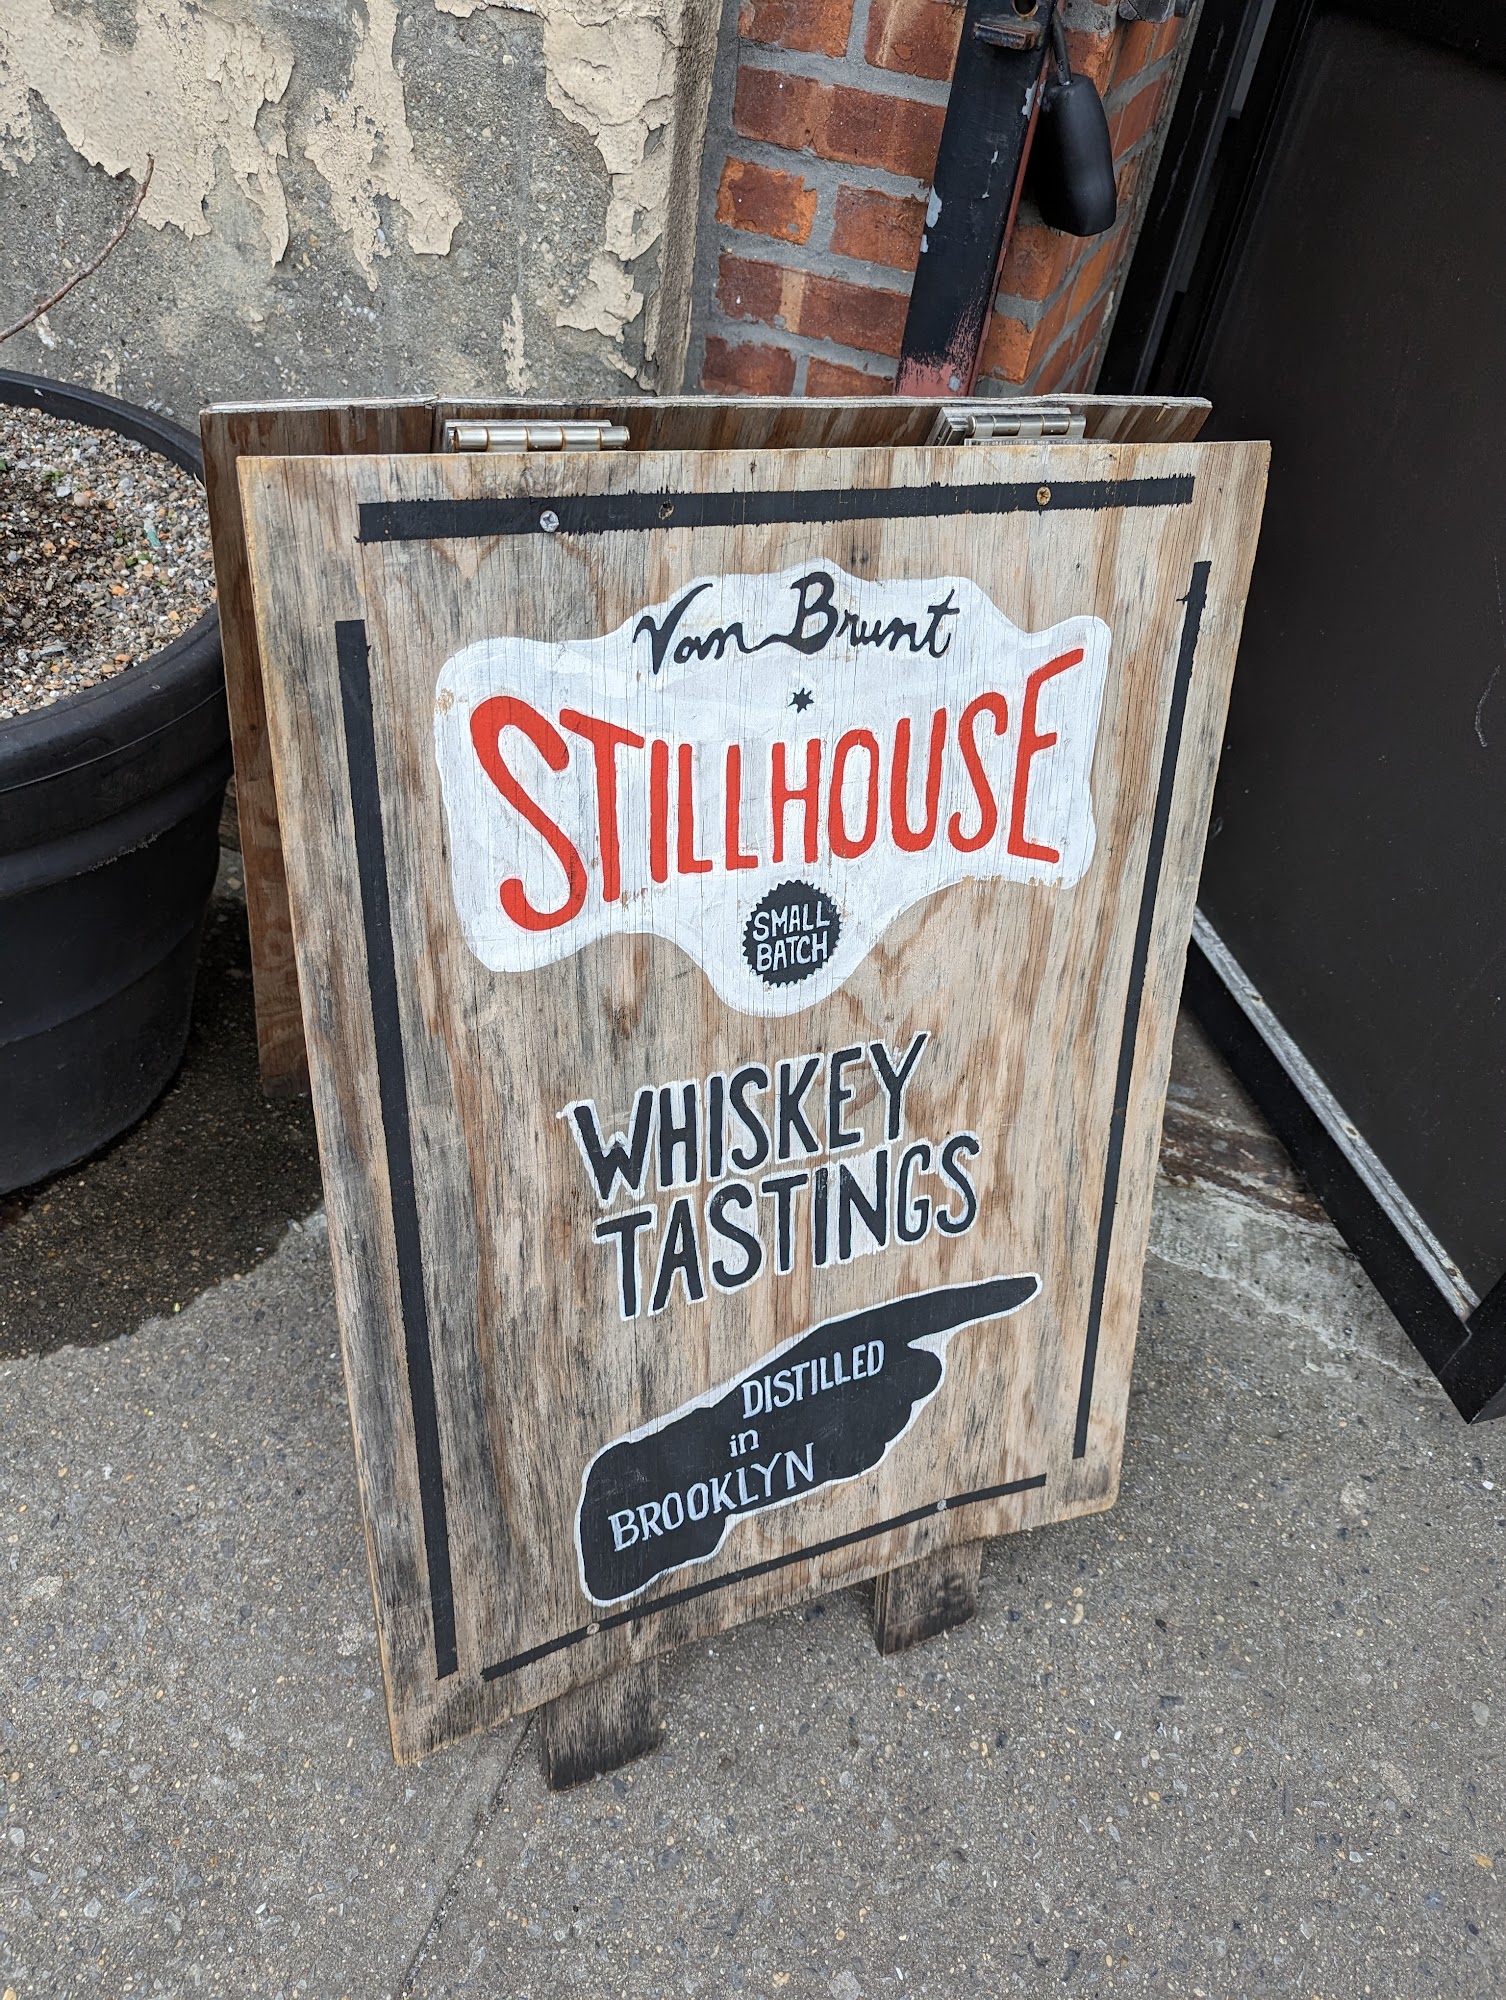 Van Brunt
STILLHOUSE
SMALL
BATCH
WHISKEY
TASTINGS
DISTILLED
in
BROOKLYN